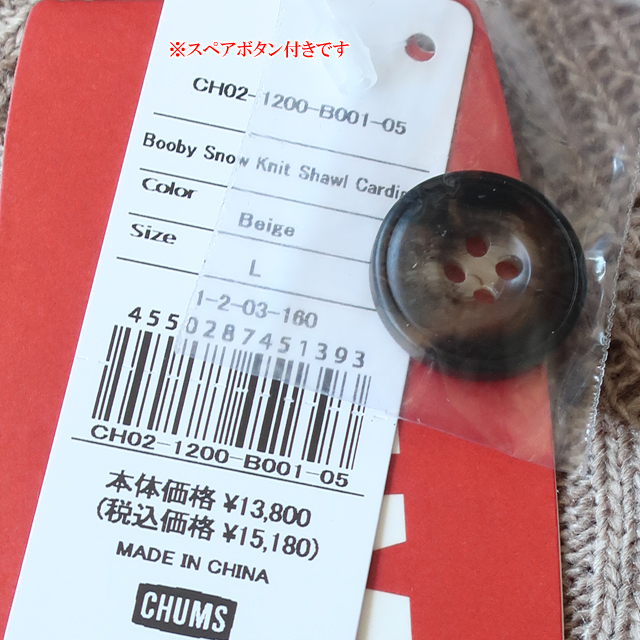 ※スペアボタン付きです
CH02-1200-B001-05
Booby Snow Knit Shawl Cardig
Color
Beige
Size
L
1-2-03-160
4550287451393
CH02-1200-B001-05
本体価格 ¥13,800
(税込価格 ¥15,180)
MADE IN CHINA
CHUMS